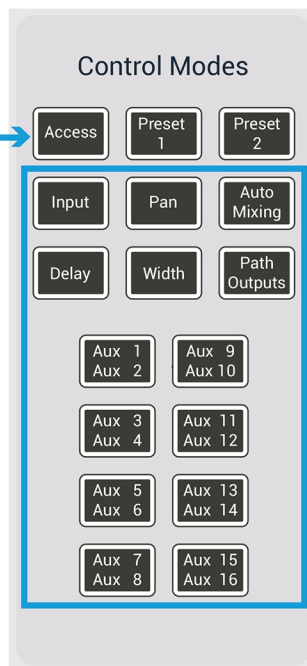 Control Modes
Access
Preset
1
Preset
2
Input
Pan
Auto
Mixing
Delay
Width
Path
Outputs
Aux 1
Aux 2
Aux 9
Aux 10
Aux 3
Aux 4
Aux 11
Aux 12
Aux 5
Aux 6
Aux 13
Aux 14
Aux 7
Aux 8
Aux 15
Aux 16